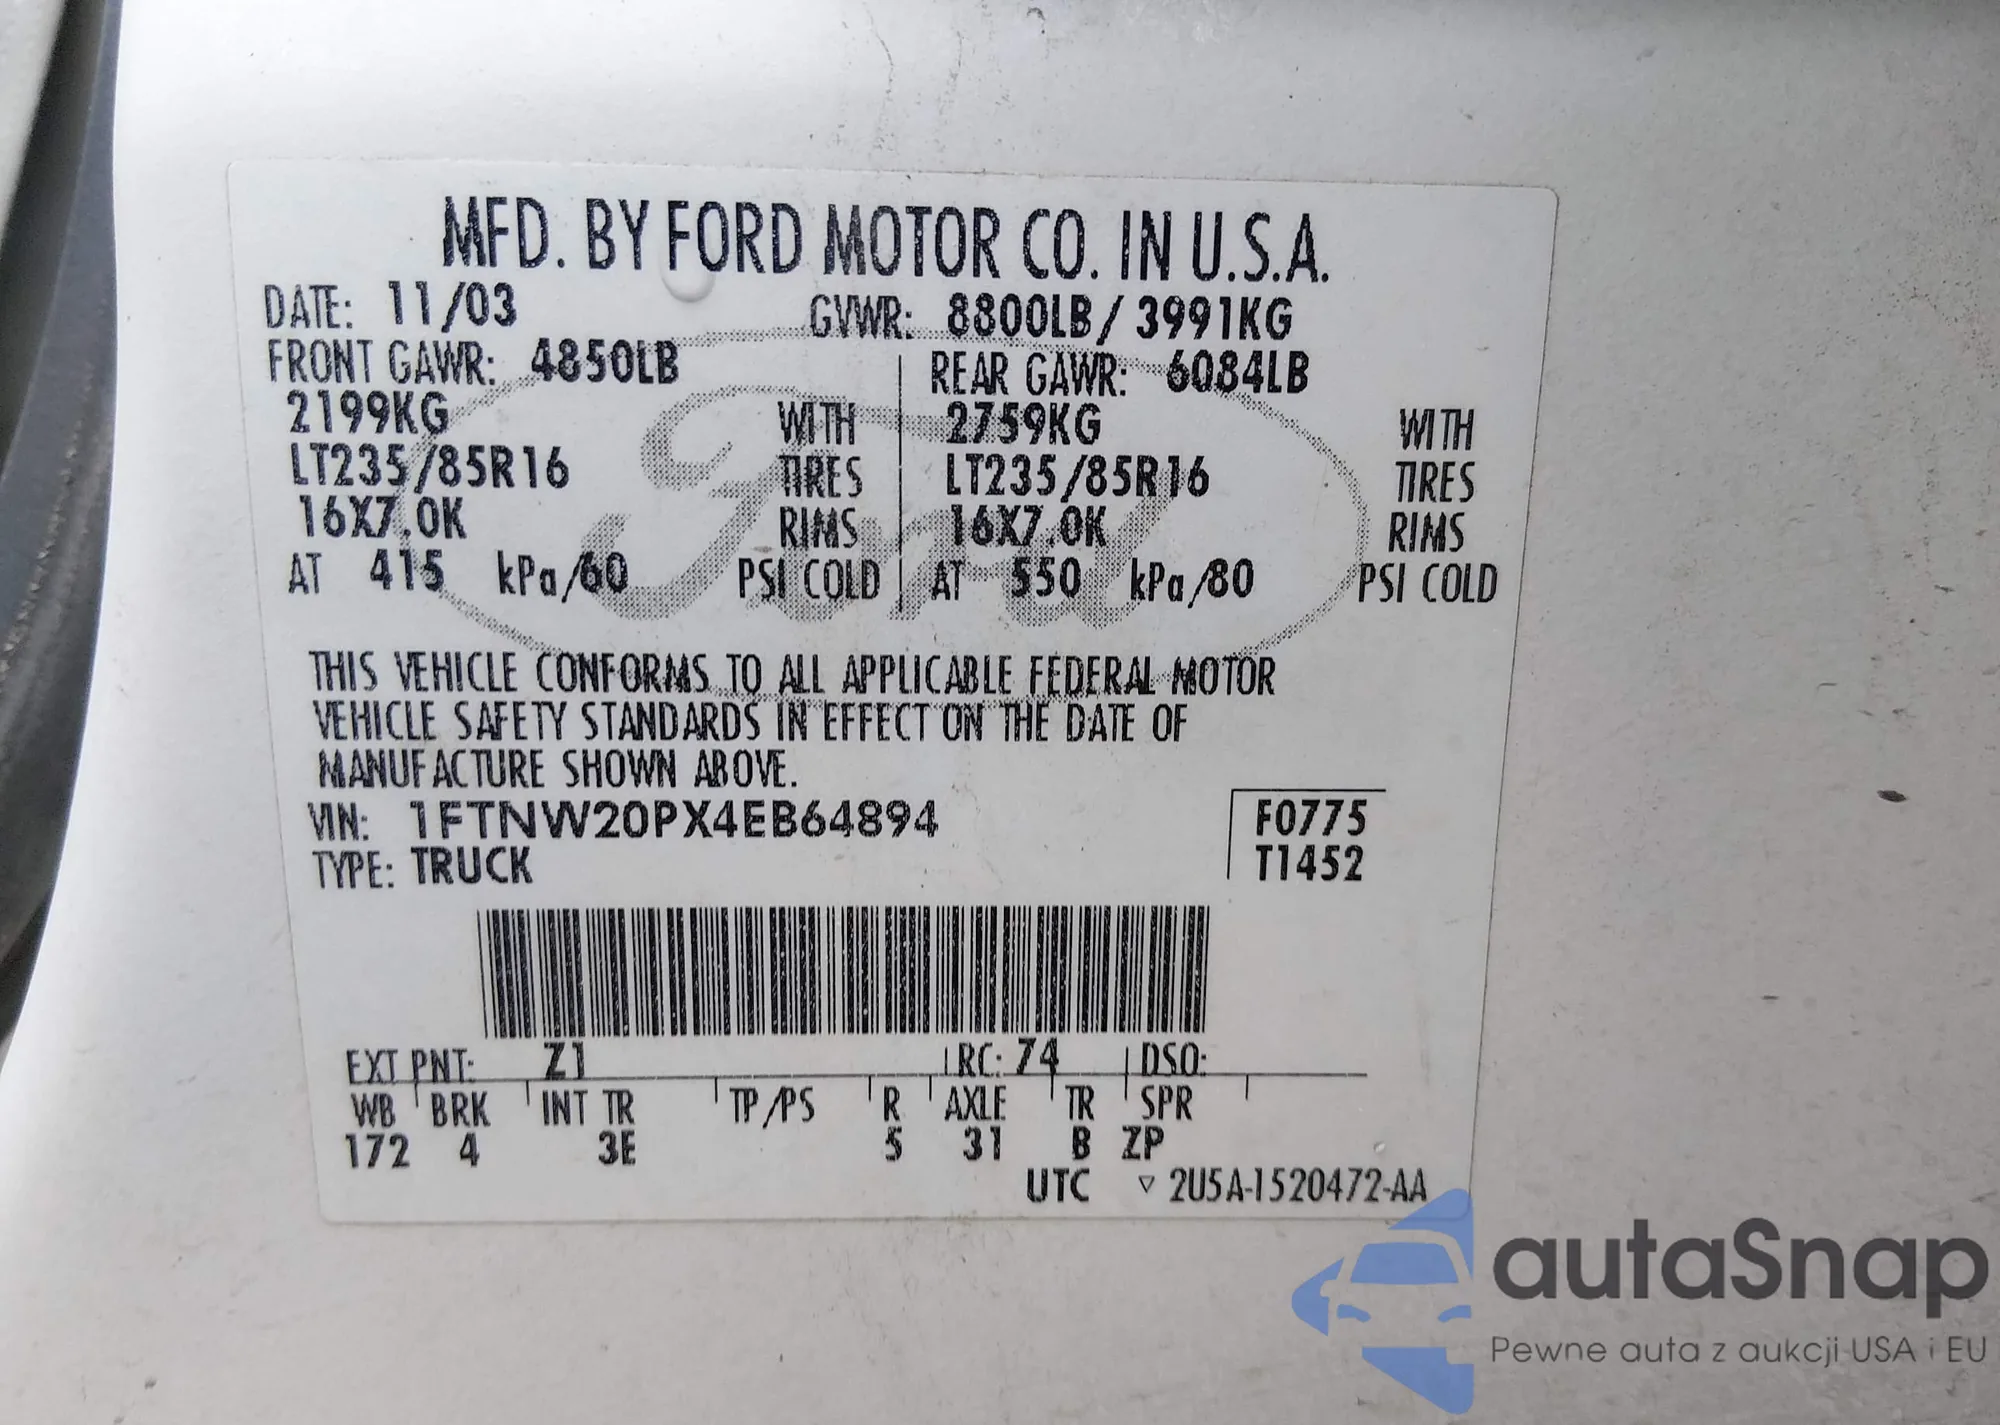 MFD. BY FORD MOTOR CO. IN U.S.A.
DATE: 11/03 GVWR: 8800LB / 3991KG
FRONT GAWR: 4850LB REAR GAWR: 6084LB
2199KG WITH 2759KG WITH
LT235/85R16 TIRES LT235/85R16 TIRES
16X7.0K RIMS 16X7.0K RIMS
AT 415 kPa/60 PSI COLD AT 550 kPa/80 PSI COLD
Ford
THIS VEHICLE CONFORMS TO ALL APPLICABLE FEDERAL MOTOR
VEHICLE SAFETY STANDARDS IN EFFECT ON THE DATE OF
MANUFACTURE SHOWN ABOVE.
VIN: 1FTNW20PX4EB64894 F0775
TYPE: TRUCK T1452
EXT PNT: Z1 RC: 74 DSO:
WB BRK INT TR TP/PS R AXLE TR SPR
172 4 3E 5 31 B ZP
UTC ▽ 2U5A-1520472-AA
autaSnap
Pewne auta z aukcji USA i EU